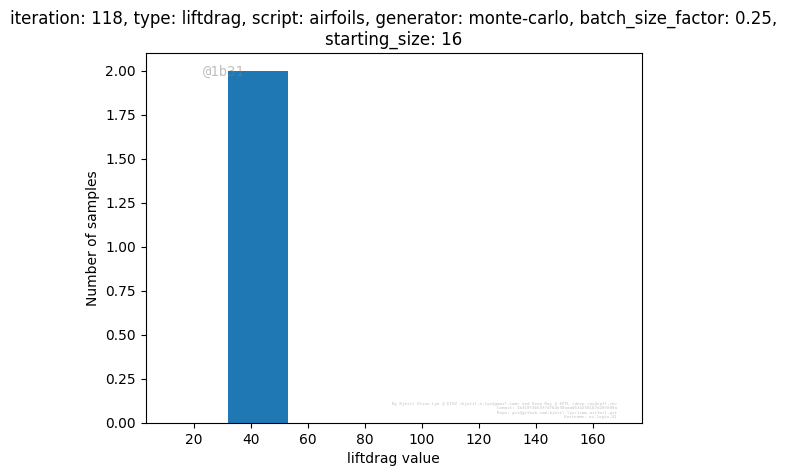 iteration: 118, type: liftdrag, script: airfoils, generator: monte-carlo, batch_size_factor: 0.25,
starting_size: 16
@1b31
2.00
1.75
1.50
1.25
1.00
0.75
0.50
0.25
0.00
Number of samples
20 40 60 80 100 120 140 160
liftdrag value